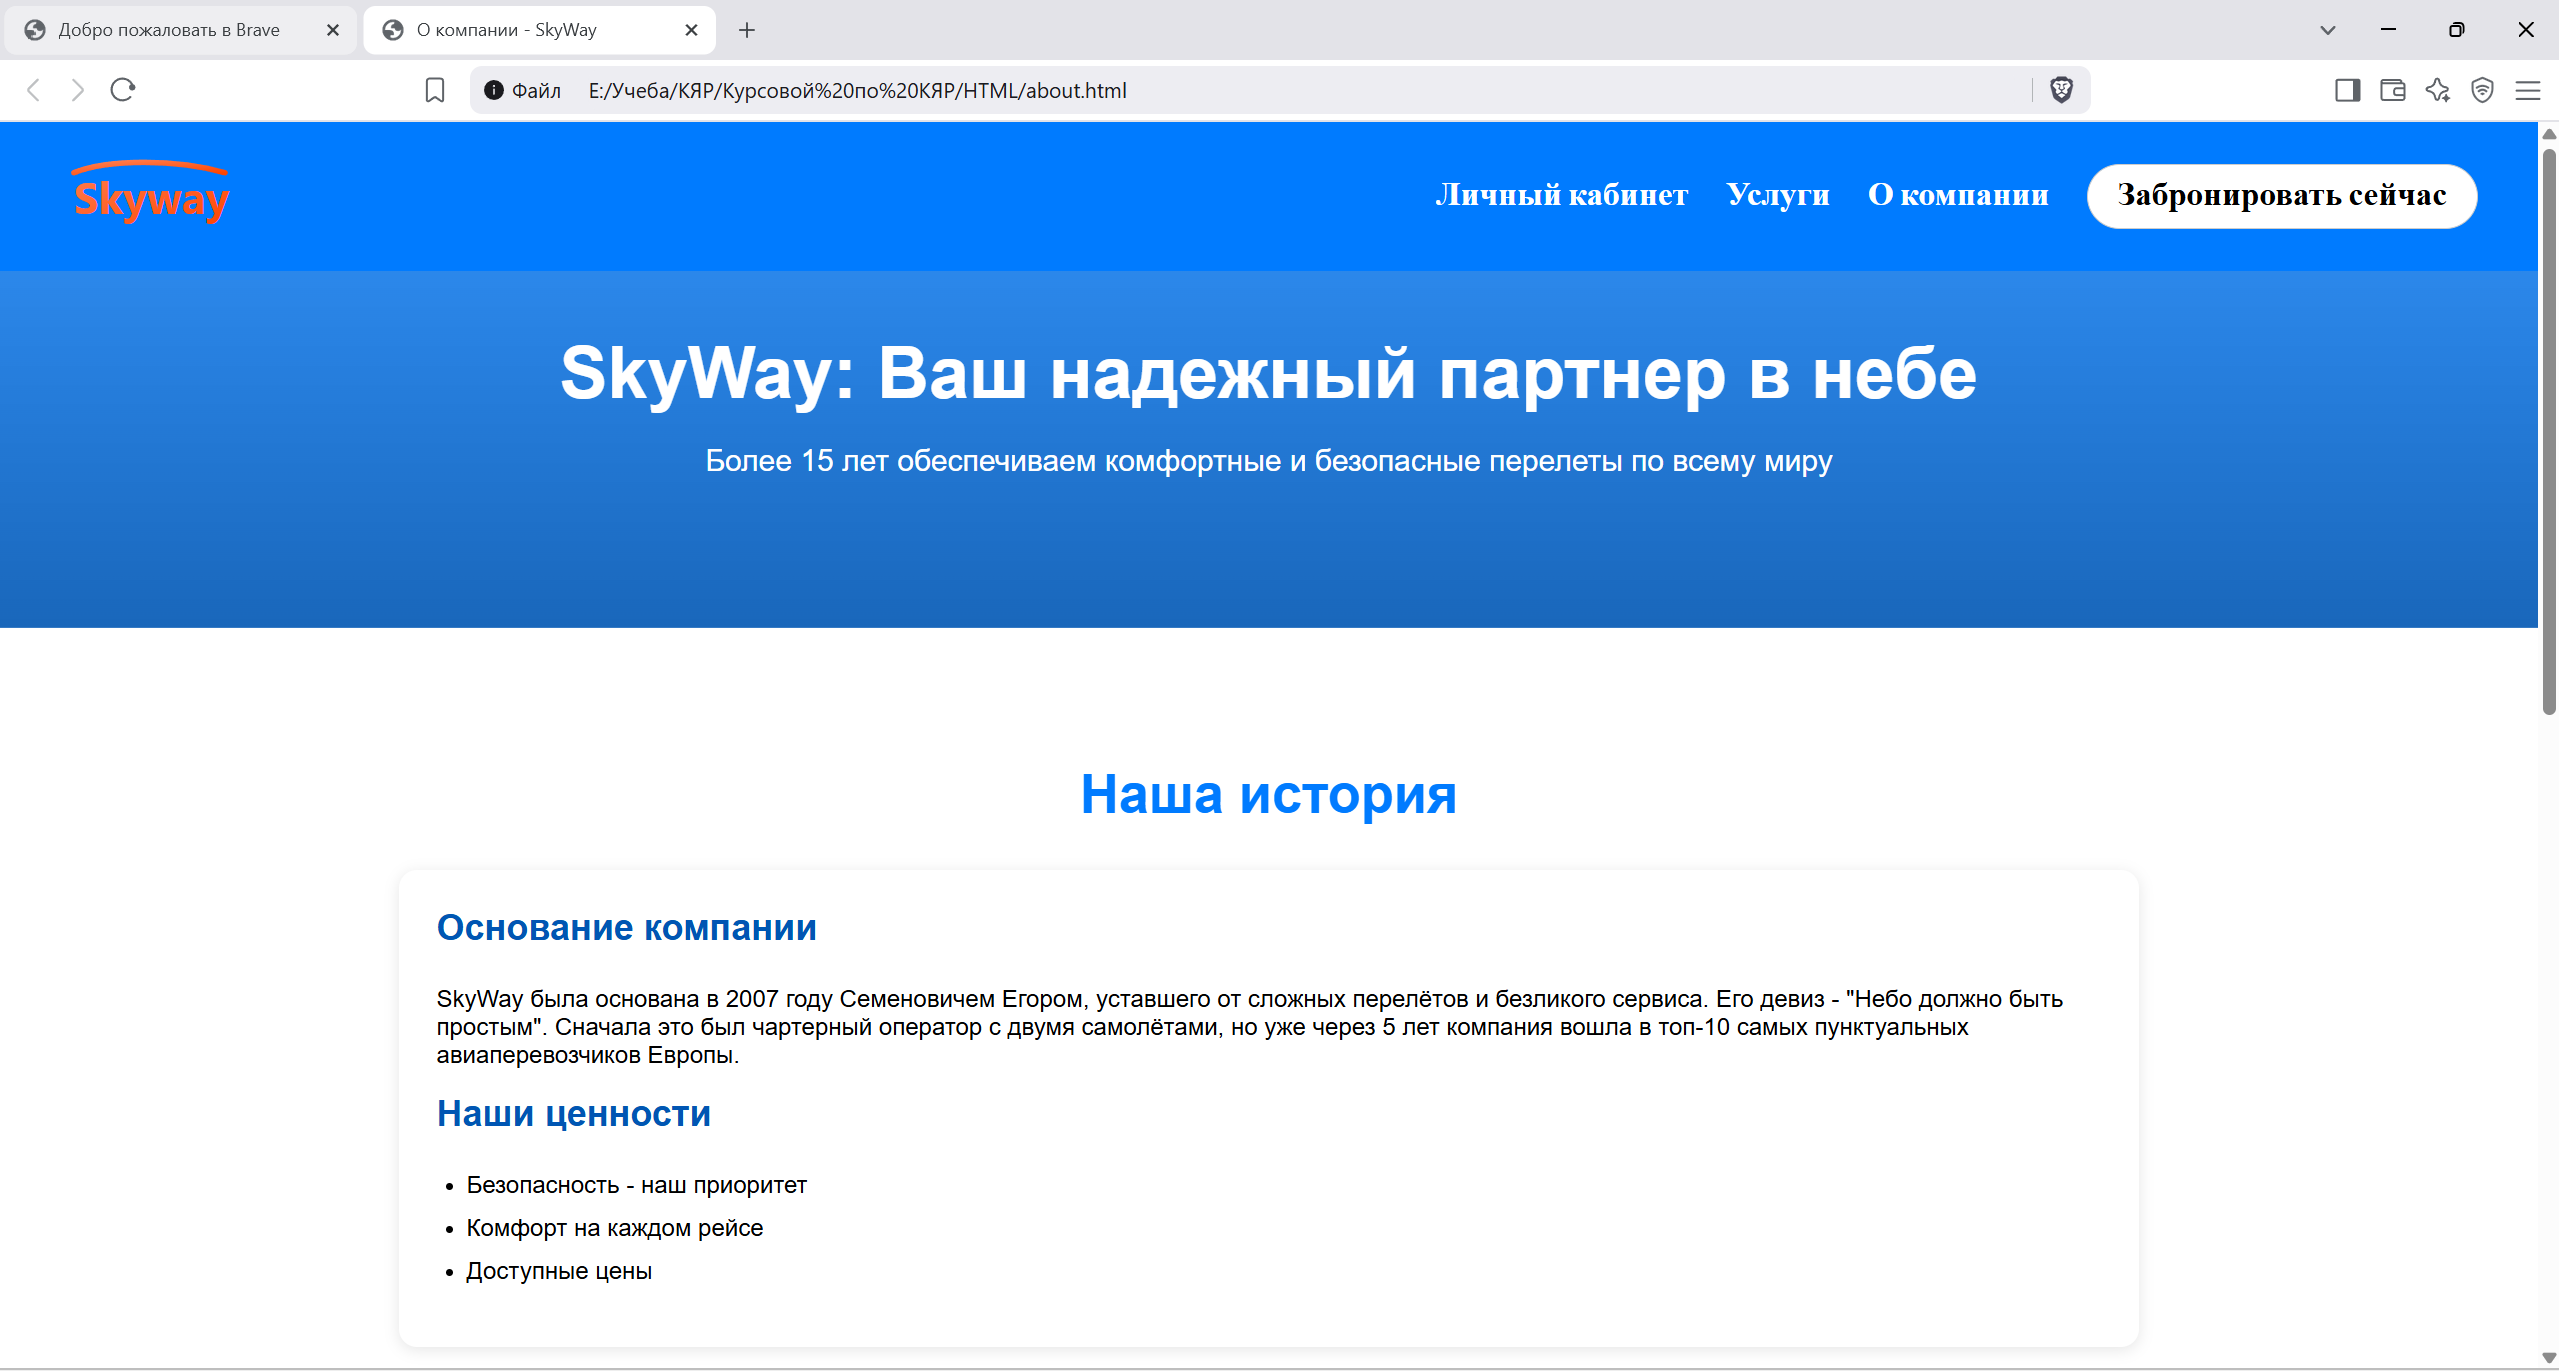 Добро пожаловать в Brave
О компании - SkyWay
Файл E:/Учеба/КЯР/Курсовой%20по%20КЯР/HTML/about.html
Skyway
Личный кабинет Услуги О компании Забронировать сейчас
SkyWay: Ваш надежный партнер в небе
Более 15 лет обеспечиваем комфортные и безопасные перелеты по всему миру
Наша история
Основание компании
SkyWay была основана в 2007 году Семеновичем Егором, уставшего от сложных перелётов и безликого сервиса. Его девиз - "Небо должно быть
простым". Сначала это был чартерный оператор с двумя самолётами, но уже через 5 лет компания вошла в топ-10 самых пунктуальных
авиаперевозчиков Европы.
Наши ценности
• Безопасность - наш приоритет
• Комфорт на каждом рейсе
• Доступные цены